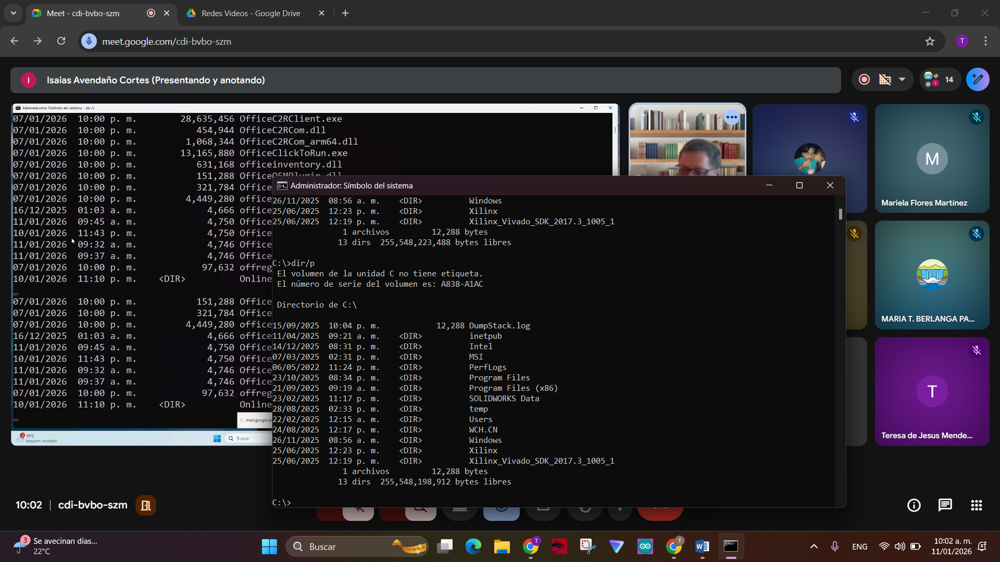 Meet - cdi-bvbo-szm
Redes Videos - Google Drive
meet.google.com/cdi-bvbo-szm
T
I
Isaias Avendaño Cortes (Presentando y anotando)
14
Administrador: Símbolo del sistema - dir /s
07/01/2026 10:00 p. m. 28,635,456 OfficeC2RClient.exe
07/01/2026 10:00 p. m. 454,944 OfficeC2RCom.dll
07/01/2026 10:00 p. m. 1,068,344 OfficeC2RCom_arm64.dll
07/01/2026 10:00 p. m. 13,165,880 OfficeClickToRun.exe
07/01/2026 10:00 p. m. 631,168 officeinventory.dll
07/01/2026 10:00 p. m. 151,288 OfficeOEMPlugin.dll
07/01/2026 10:00 p. m. 321,784 Office
07/01/2026 10:00 p. m. 4,449,280 office
16/12/2025 01:03 a. m. 4,666 Office
11/01/2026 09:45 a. m. 4,750 Office
10/01/2026 11:43 p. m. 4,750 Office
11/01/2026 09:32 a. m. 4,746 Office
11/01/2026 09:37 a. m. 4,746 Office
07/01/2026 10:00 p. m. 97,632 offreg
10/01/2026 11:10 p. m. <DIR> Online
07/01/2026 10:00 p. m. 151,288 Office
07/01/2026 10:00 p. m. 321,784 Office
07/01/2026 10:00 p. m. 4,449,280 office
16/12/2025 01:03 a. m. 4,666 Office
11/01/2026 09:45 a. m. 4,750 Office
10/01/2026 11:43 p. m. 4,750 Office
11/01/2026 09:32 a. m. 4,746 Office
11/01/2026 09:37 a. m. 4,746 Office
07/01/2026 10:00 p. m. 97,632 offreg
10/01/2026 11:10 p. m. <DIR> Online
meet.google.co
3
15°C
Mayorm. nublado
Buscar
Administrador: Símbolo del sistema
26/11/2025 08:56 a. m. <DIR> Windows
25/06/2025 12:23 p. m. <DIR> Xilinx
25/06/2025 12:19 p. m. <DIR> Xilinx_Vivado_SDK_2017.3_1005_1
1 archivos 12,288 bytes
13 dirs 255,548,223,488 bytes libres
C:\>dir/p
El volumen de la unidad C no tiene etiqueta.
El número de serie del volumen es: A838-A1AC
Directorio de C:\
15/09/2025 10:04 p. m. 12,288 DumpStack.log
11/04/2025 09:21 a. m. <DIR> inetpub
14/12/2025 08:31 p. m. <DIR> Intel
07/03/2025 02:31 p. m. <DIR> MSI
06/05/2022 11:24 p. m. <DIR> PerfLogs
23/10/2025 08:34 p. m. <DIR> Program Files
21/09/2025 09:19 a. m. <DIR> Program Files (x86)
23/02/2025 11:17 p. m. <DIR> SOLIDWORKS Data
28/08/2025 02:33 p. m. <DIR> temp
22/02/2025 12:15 a. m. <DIR> Users
24/08/2025 12:17 p. m. <DIR> WCH.CN
26/11/2025 08:56 a. m. <DIR> Windows
25/06/2025 12:23 p. m. <DIR> Xilinx
25/06/2025 12:19 p. m. <DIR> Xilinx_Vivado_SDK_2017.3_1005_1
1 archivos 12,288 bytes
13 dirs 255,548,198,912 bytes libres
C:\>
M
Mariela Flores Martínez
MARIA T. BERLANGA PA...
T
Teresa de Jesus Mende...
10:02 | cdi-bvbo-szm
3
Se avecinan días...
22°C
Buscar
ENG
10:02 a. m.
11/01/2026